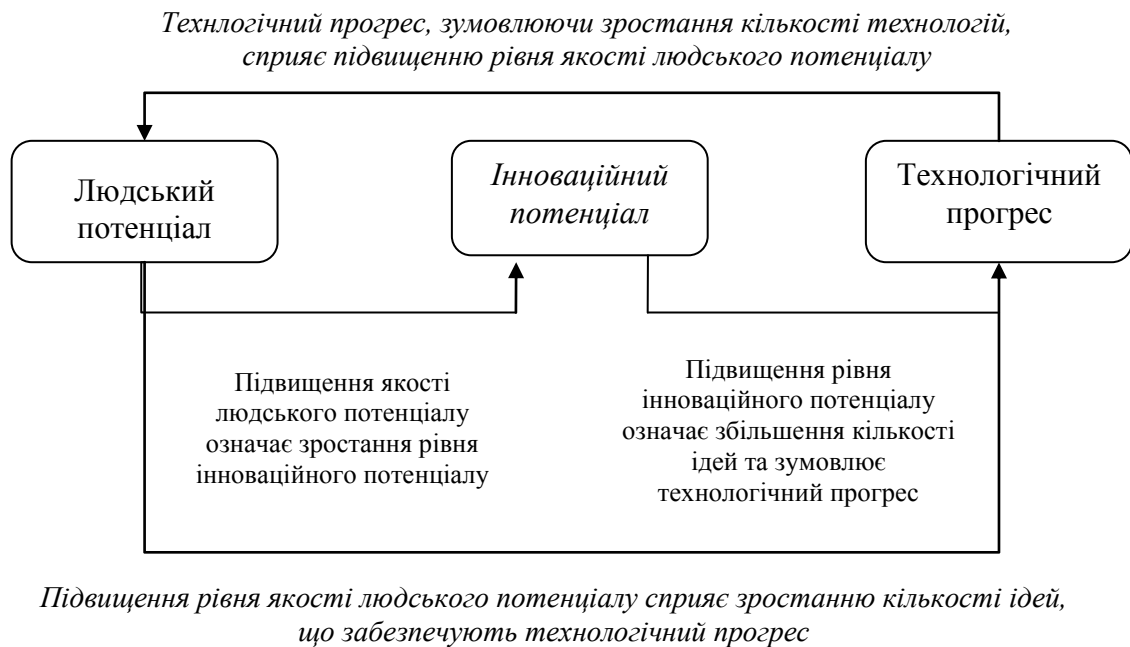 Технлогічний прогрес, зумовлюючи зростання кількості технологій,
сприяє підвищенню рівня якості людського потенціалу
Людський
потенціал
Інноваційний
потенціал
Технологічний
прогрес
Підвищення якості
людського потенціалу
означає зростання рівня
інноваційного потенціалу
Підвищення рівня
інноваційного потенціалу
означає збільшення кількості
ідей та зумовлює
технологічний прогрес
Підвищення рівня якості людського потенціалу сприяє зростанню кількості ідей,
що забезпечують технологічний прогрес